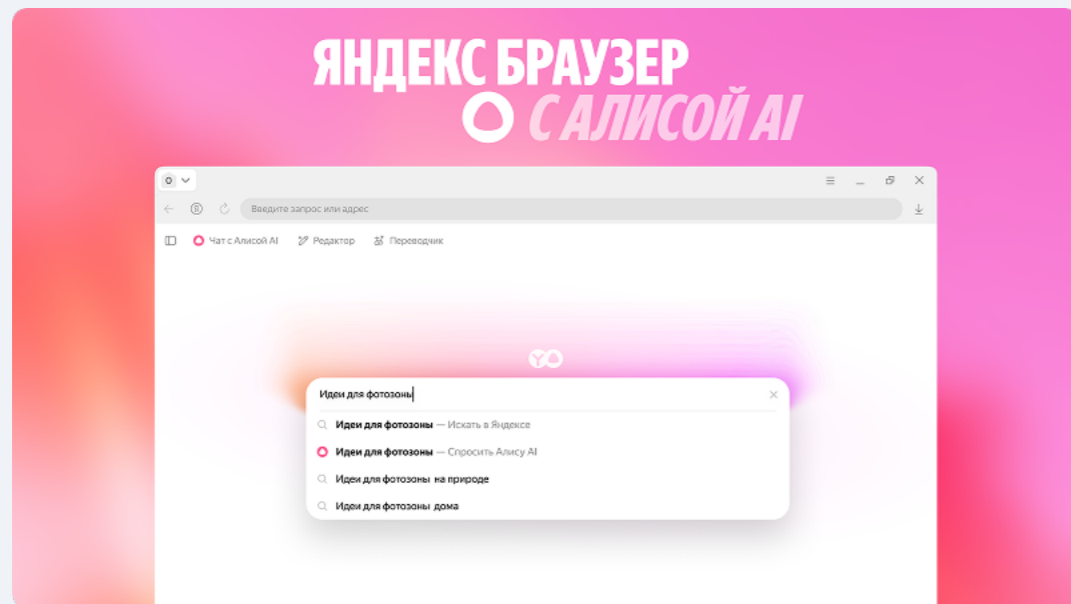 ЯНДЕКС БРАУЗЕР
С АЛИСОЙ AI
Введите запрос или адрес
Чат с Алисой AI Редактор Переводчик
Идеи для фотозоны
Идеи для фотозоны — Искать в Яндексе
Идеи для фотозоны — Спросить Алису AI
Идеи для фотозоны на природе
Идеи для фотозоны дома